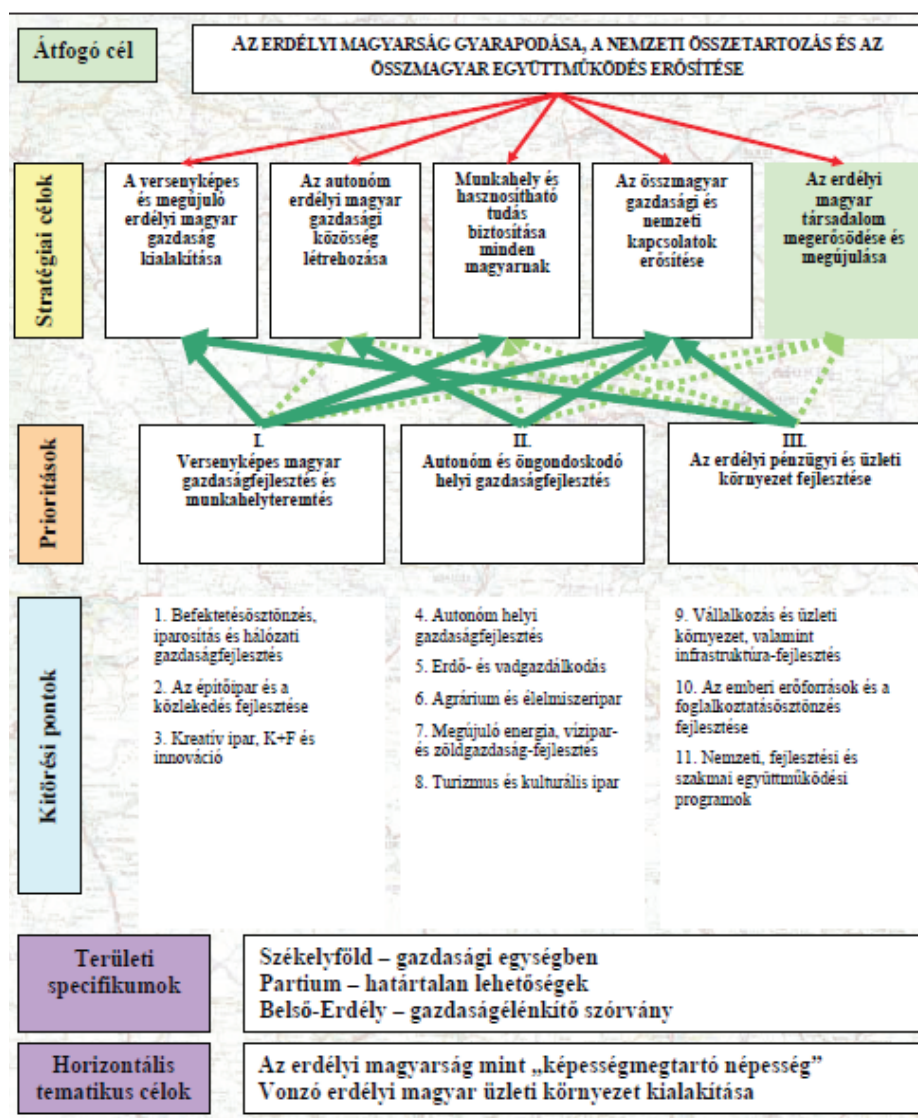 Átfogó cél
AZ ERDÉLYI MAGYARSÁG GYARAPODÁSA, A NEMZETI ÖSSZETARTOZÁS ÉS AZ
ÖSSZMAGYAR EGYÜTTMŰKÖDÉS ERŐSÍTÉSE
Stratégiai célok
A versenyképes
és megújuló
erdélyi magyar
gazdaság
kialakítása
Az autonóm
erdélyi magyar
gazdasági
közösség
létrehozása
Munkahely és
hasznosítható
tudás
biztosítása
minden
magyarnak
Az összmagyar
gazdasági és
nemzeti
kapcsolatok
erősítése
Az erdélyi
magyar
társadalom
megerősödése és
megújulása
Prioritások
I.
Versenyképes magyar
gazdaságfejlesztés és
munkahelyteremtés
II.
Autonóm és öngondoskodó
helyi gazdaságfejlesztés
III.
Az erdélyi pénzügyi és üzleti
környezet fejlesztése
Kitörési pontok
1. Befektetésösztönzés,
iparosítás és hálózati
gazdaságfejlesztés
2. Az építőipar és a
közlekedés fejlesztése
3. Kreatív ipar, K+F és
innováció
4. Autonóm helyi
gazdaságfejlesztés
5. Erdő- és vadgazdálkodás
6. Agrárium és élelmiszeripar
7. Megújuló energia, vízipar-
és zöldgazdaság-fejlesztés
8. Turizmus és kulturális ipar
9. Vállalkozás és üzleti
környezet, valamint
infrastruktúra-fejlesztés
10. Az emberi erőforrások és a
foglalkoztatásösztönzés
fejlesztése
11. Nemzeti, fejlesztési és
szakmai együttműködési
programok
Területi
specifikumok
Székelyföld – gazdasági egységben
Partium – határtalan lehetőségek
Belső-Erdély – gazdaságélénkítő szórvány
Horizontális
tematikus célok
Az erdélyi magyarság mint „képességmegtartó népesség”
Vonzó erdélyi magyar üzleti környezet kialakítása